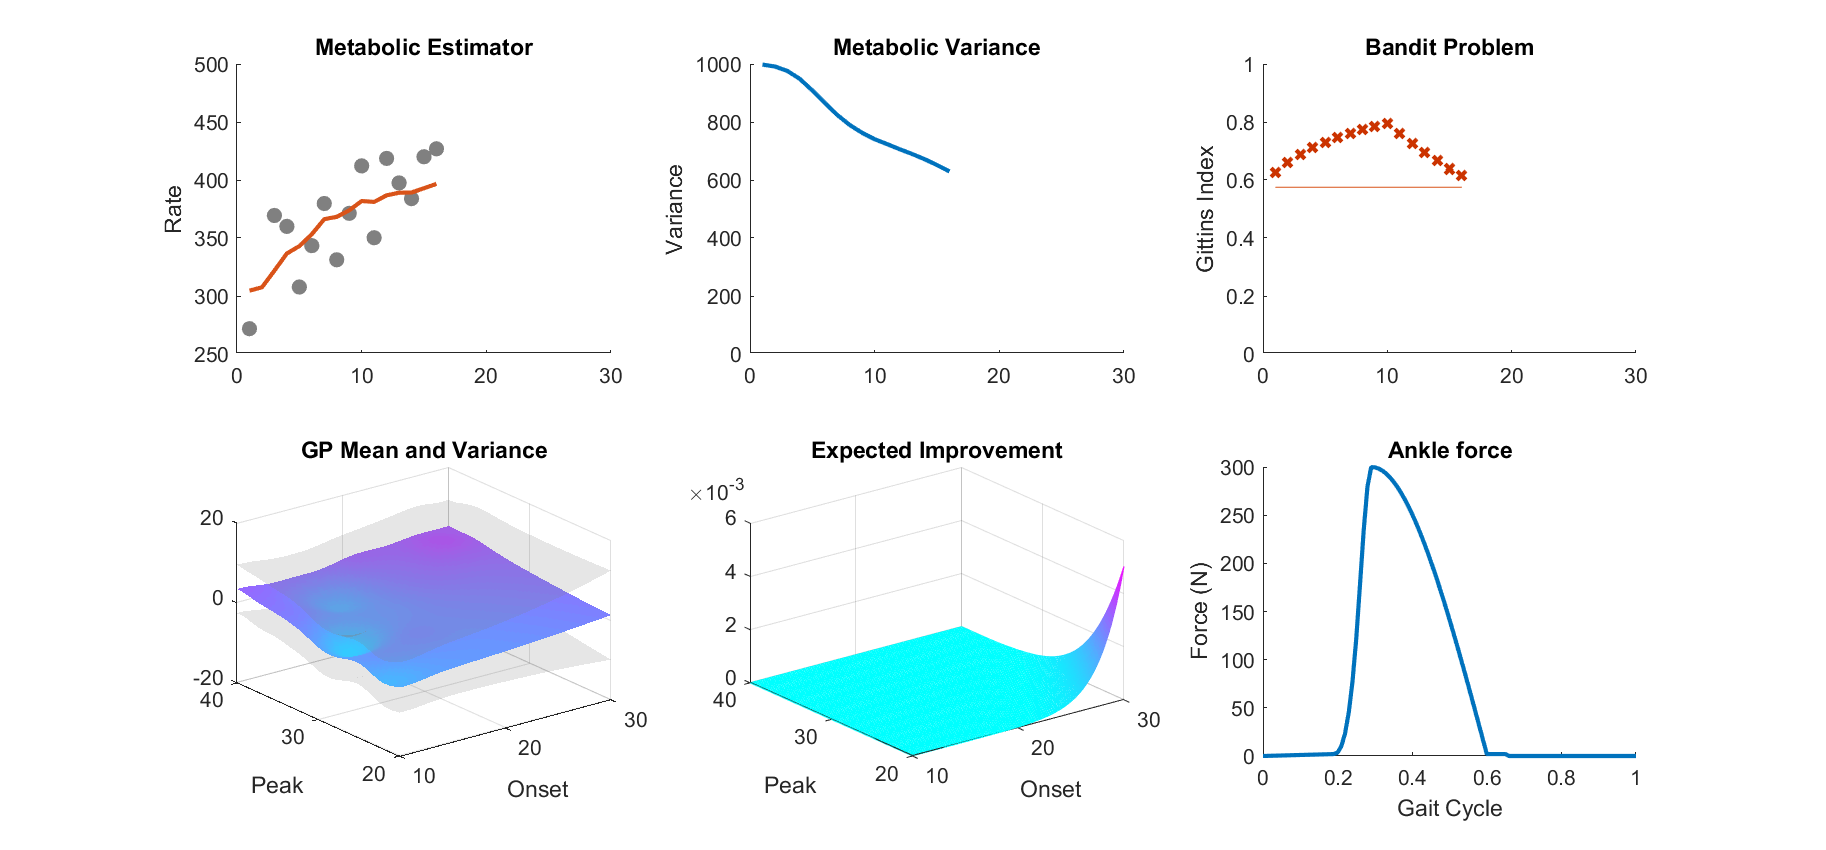 Metabolic Estimator
500
450
400
350
300
250
Rate
0 10 20 30
Metabolic Variance
1000
800
600
400
200
0
Variance
0 10 20 30
Bandit Problem
1
0.8
0.6
0.4
0.2
0
Gittins Index
0 10 20 30
GP Mean and Variance
20
0
-20
40
30
20
Peak
10
20
30
Onset
Expected Improvement
×10-3
6
4
2
0
40
30
20
Peak
10
20
30
Onset
Ankle force
300
250
200
150
100
50
0
Force (N)
0 0.2 0.4 0.6 0.8 1
Gait Cycle